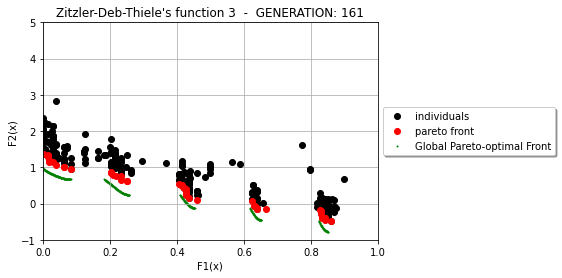 Zitzler-Deb-Thiele's function 3 - GENERATION: 161
F2(x)
5
4
3
2
1
0
−1
0.0 0.2 0.4 0.6 0.8 1.0
F1(x)
individuals
pareto front
Global Pareto-optimal Front